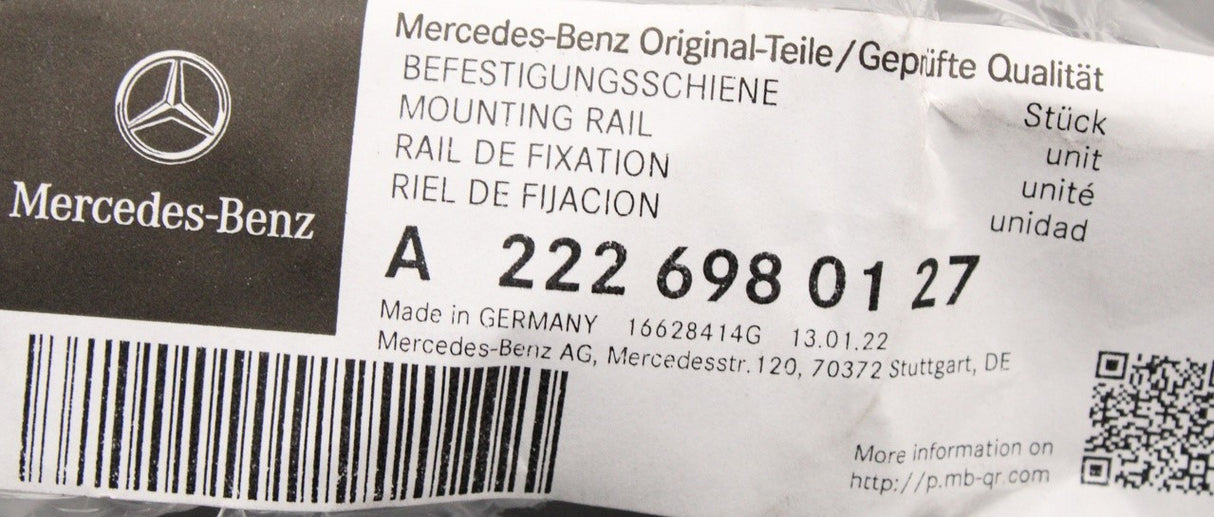 Mercedes-Benz
Mercedes-Benz Original-Teile/Geprüfte Qualität
BEFESTIGUNGSSCHIENE
MOUNTING RAIL
RAIL DE FIXATION
RIEL DE FIJACION
Stück
unit
unité
unidad
A 222 698 01 27
Made in GERMANY 16628414G 13.01.22
Mercedes-Benz AG, Mercedesstr. 120, 70372 Stuttgart, DE
More information on
http://p.mb-qr.com